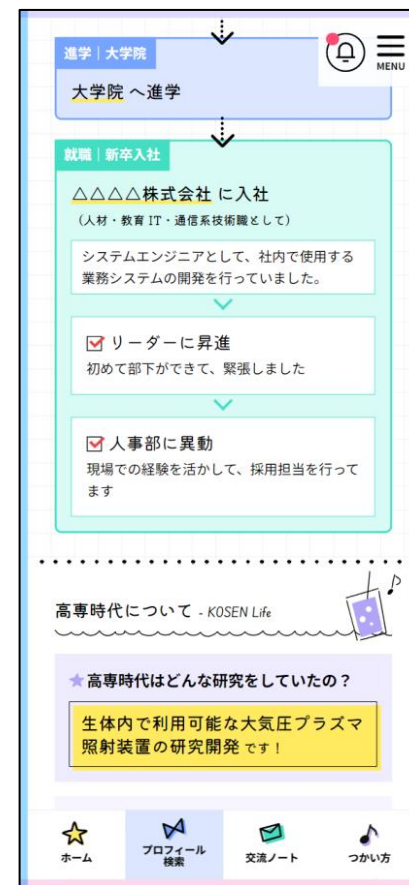 進学｜大学院
MENU
大学院 へ進学
就職｜新卒入社
△△△△株式会社 に入社
（人材・教育 IT・通信系技術職として）
システムエンジニアとして、社内で使用する
業務システムの開発を行っていました。
リーダーに昇進
初めて部下ができて、緊張しました
人事部に異動
現場での経験を活かして、採用担当を行って
ます
高専時代について - KOSEN Life
高専時代はどんな研究をしていたの？
生体内で利用可能な大気圧プラズマ
照射装置の研究開発 です！
ホーム
プロフィール
検索
交流ノート
つかい方